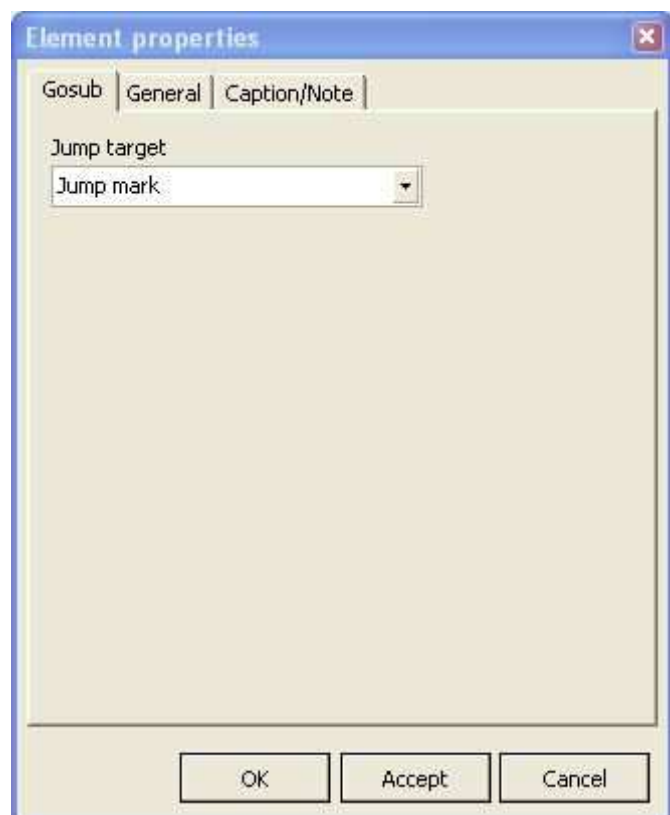 Element properties
Gosub General Caption/Note
Jump target
Jump mark
OK Accept Cancel